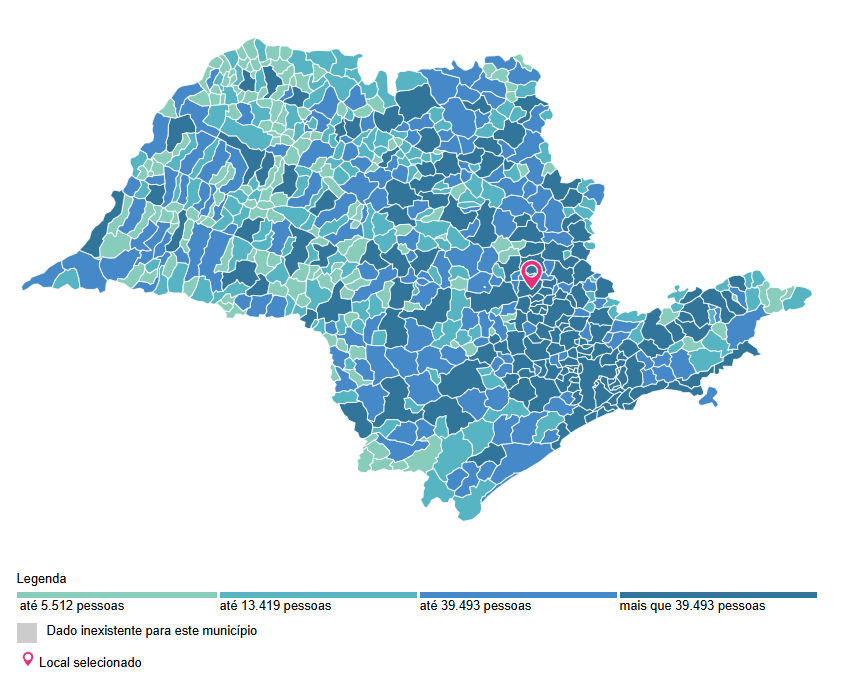 Legenda
até 5.512 pessoas
até 13.419 pessoas
até 39.493 pessoas
mais que 39.493 pessoas
Dado inexistente para este município
Local selecionado